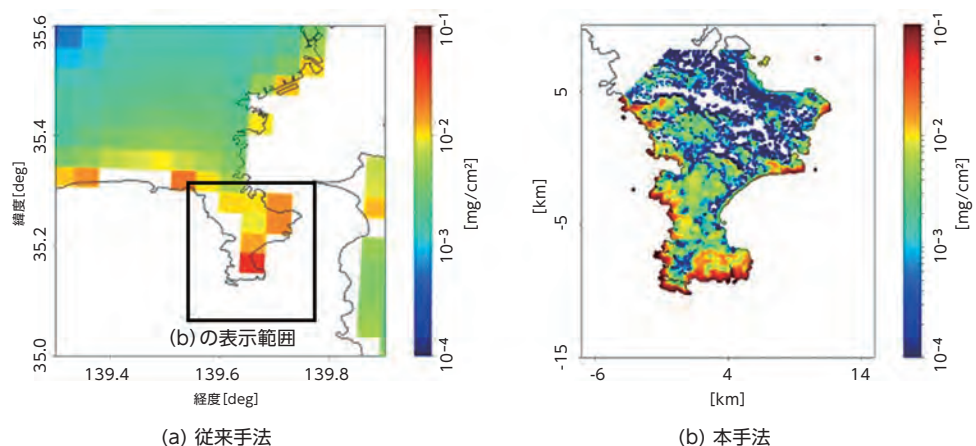 35.6
35.4
35.2
35.0
緯度[deg]
139.4
139.6
139.8
経度[deg]
(b)の表示範囲
10⁻¹
10⁻²
10⁻³
10⁻⁴
[mg/cm²]
(a) 従来手法
5
-5
-15
[km]
-6
4
14
[km]
10⁻¹
10⁻²
10⁻³
10⁻⁴
[mg/cm²]
(b) 本手法